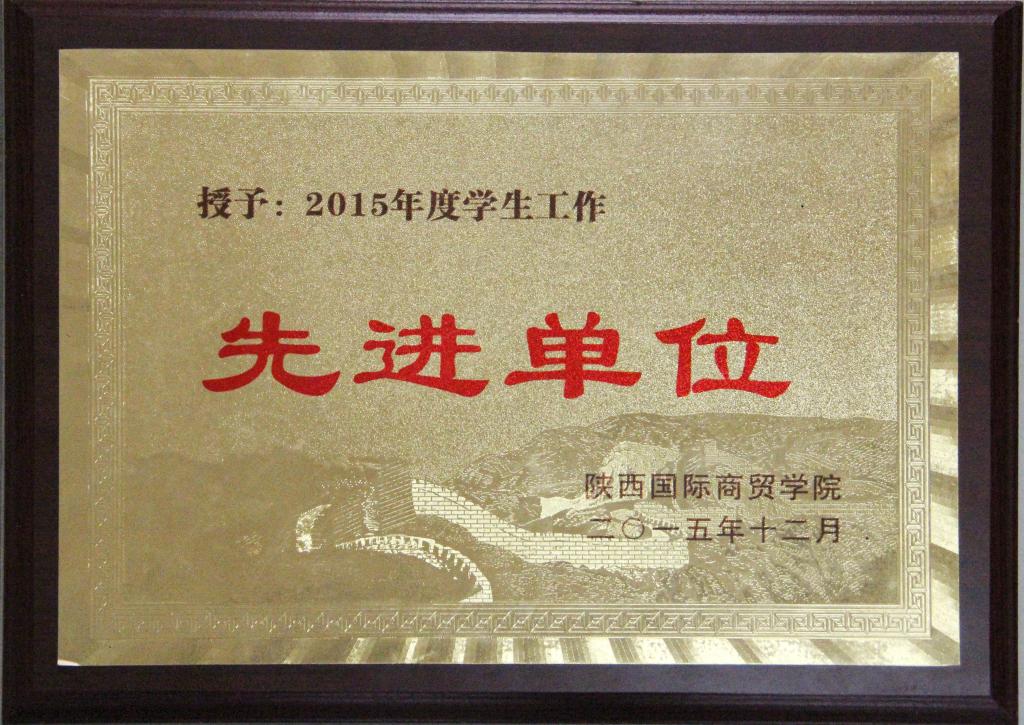 授予：2015年度学生工作
先进单位
陕西国际商贸学院
二〇一五年十二月